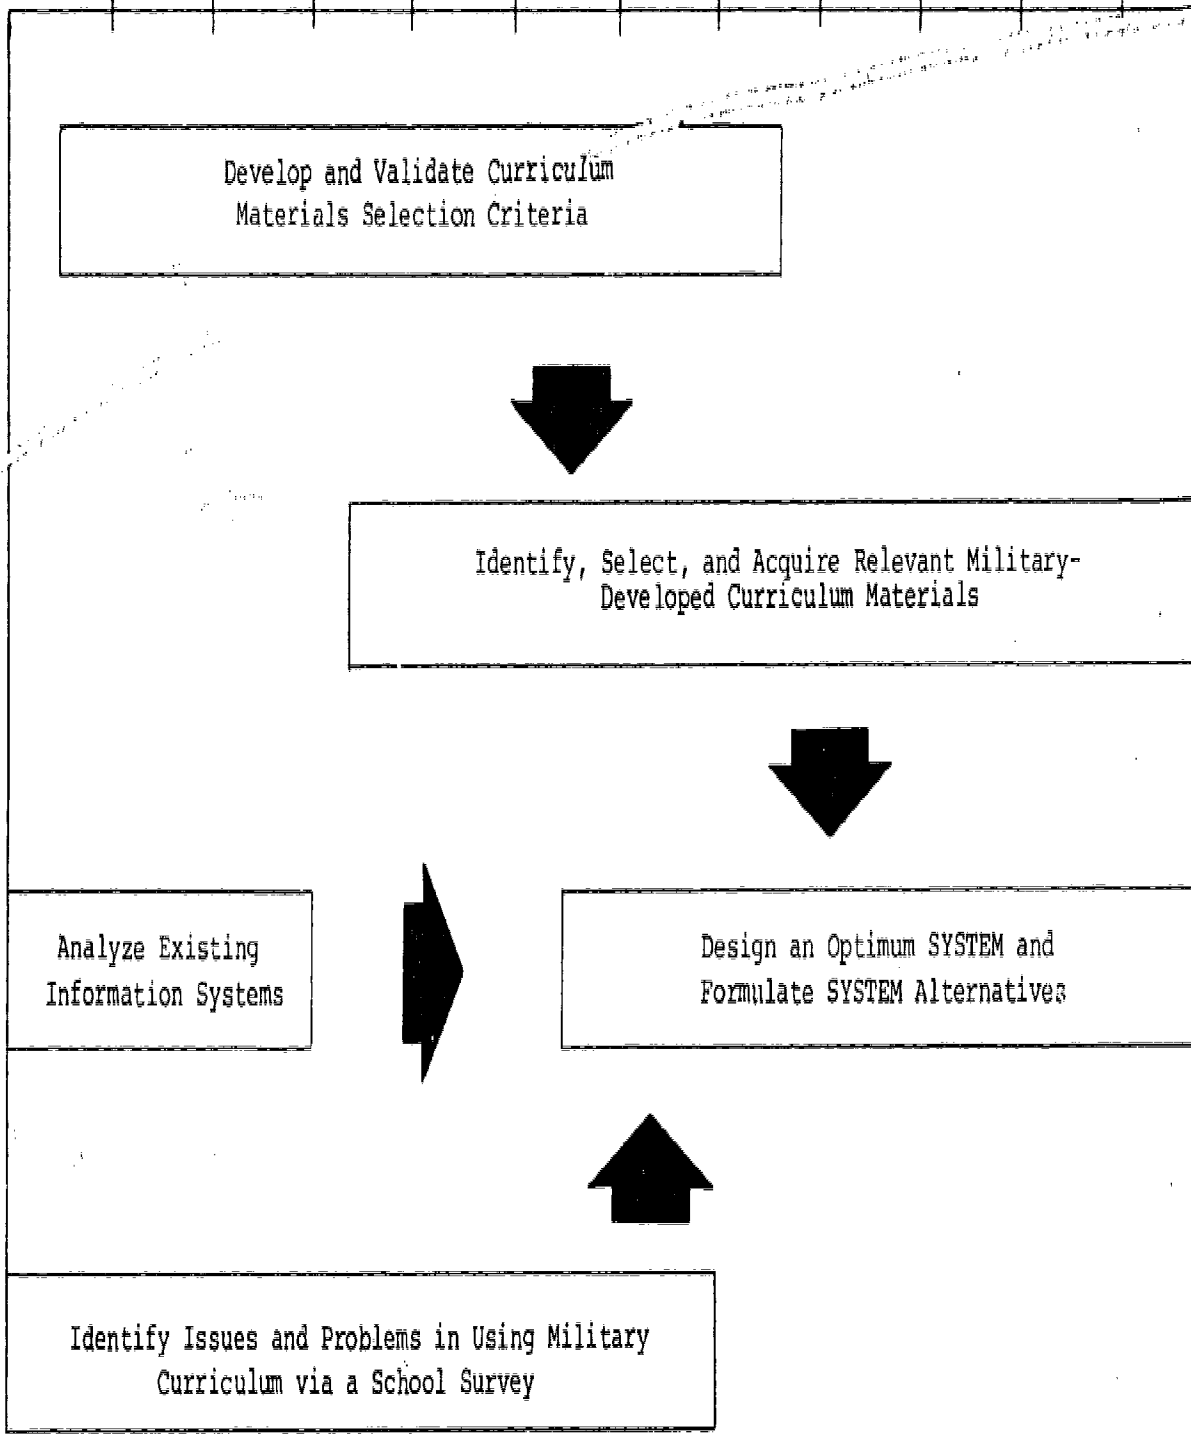 Develop and Validate Curriculum
Materials Selection Criteria
Identify, Select, and Acquire Relevant Military-
Developed Curriculum Materials
Analyze Existing
Information Systems
Design an Optimum SYSTEM and
Formulate SYSTEM Alternatives
Identify Issues and Problems in Using Military
Curriculum via a School Survey